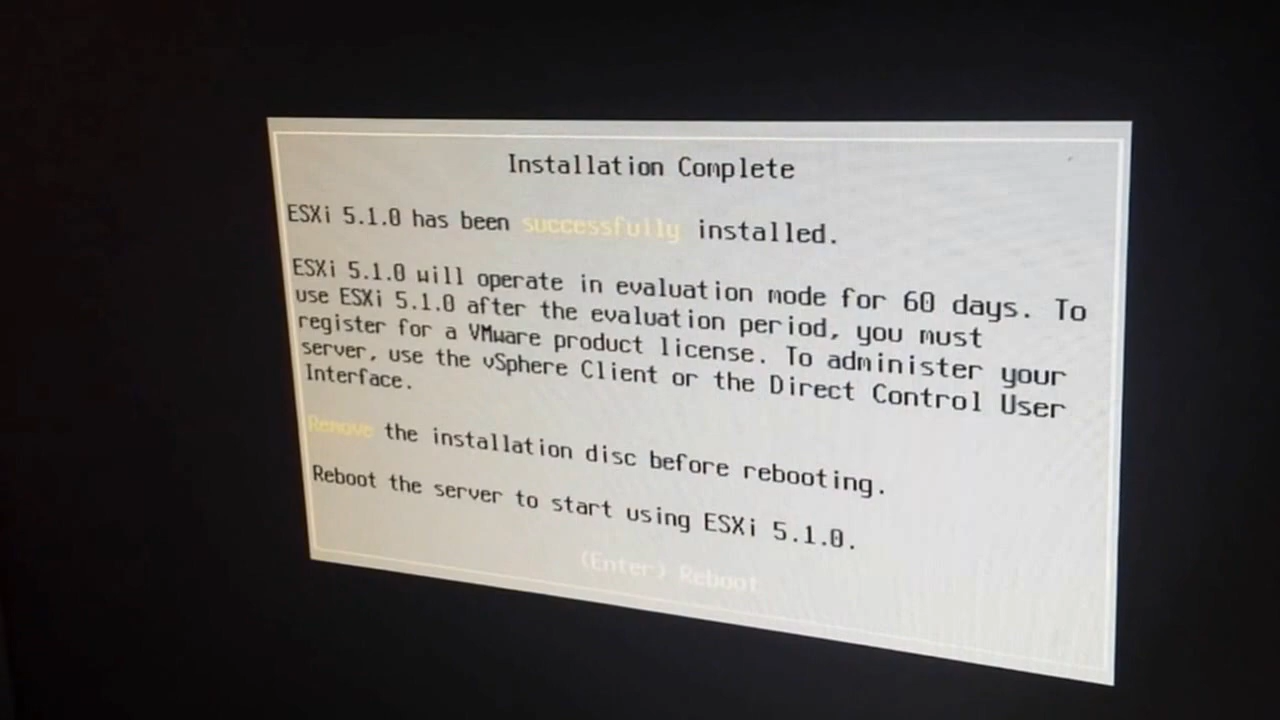 Installation Complete
ESXi 5.1.0 has been successfully installed.
ESXi 5.1.0 will operate in evaluation mode for 60 days. To
use ESXi 5.1.0 after the evaluation period, you must
register for a VMware product license. To administer your
server, use the vSphere Client or the Direct Control User
Interface.
Remove the installation disc before rebooting.
Reboot the server to start using ESXi 5.1.0.
(Enter) Reboot